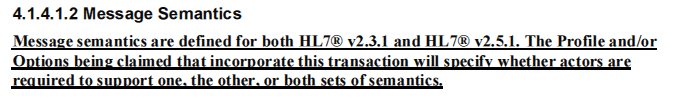 4.1.4.1.2 Message Semantics
Message semantics are defined for both HL7® v2.3.1 and HL7® v2.5.1. The Profile and/or
Options being claimed that incorporate this transaction will specify whether actors are
required to support one, the other, or both sets of semantics.